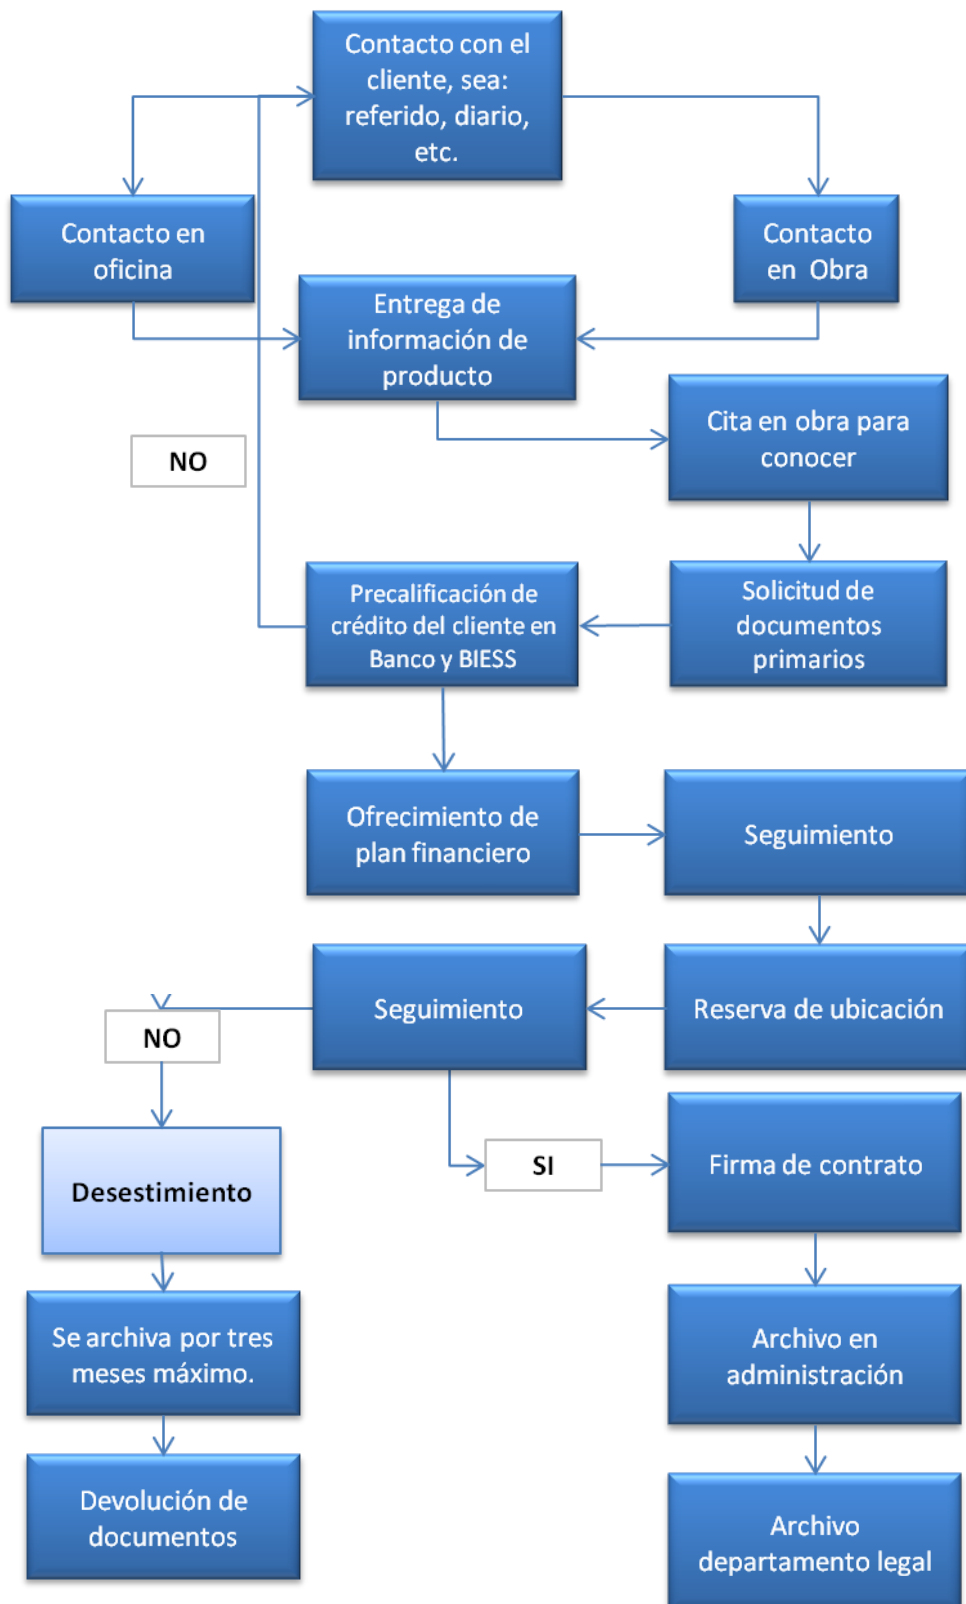 Contacto con el
cliente, sea:
referido, diario,
etc.
Contacto en
oficina
Contacto
en Obra
Entrega de
información de
producto
Cita en obra para
conocer
NO
Precalificación de
crédito del cliente en
Banco y BIESS
Solicitud de
documentos
primarios
Ofrecimiento de
plan financiero
Seguimiento
Seguimiento
Reserva de ubicación
NO
SI
Firma de contrato
Desestimiento
Se archiva por tres
meses máximo.
Archivo en
administración
Devolución de
documentos
Archivo
departamento legal